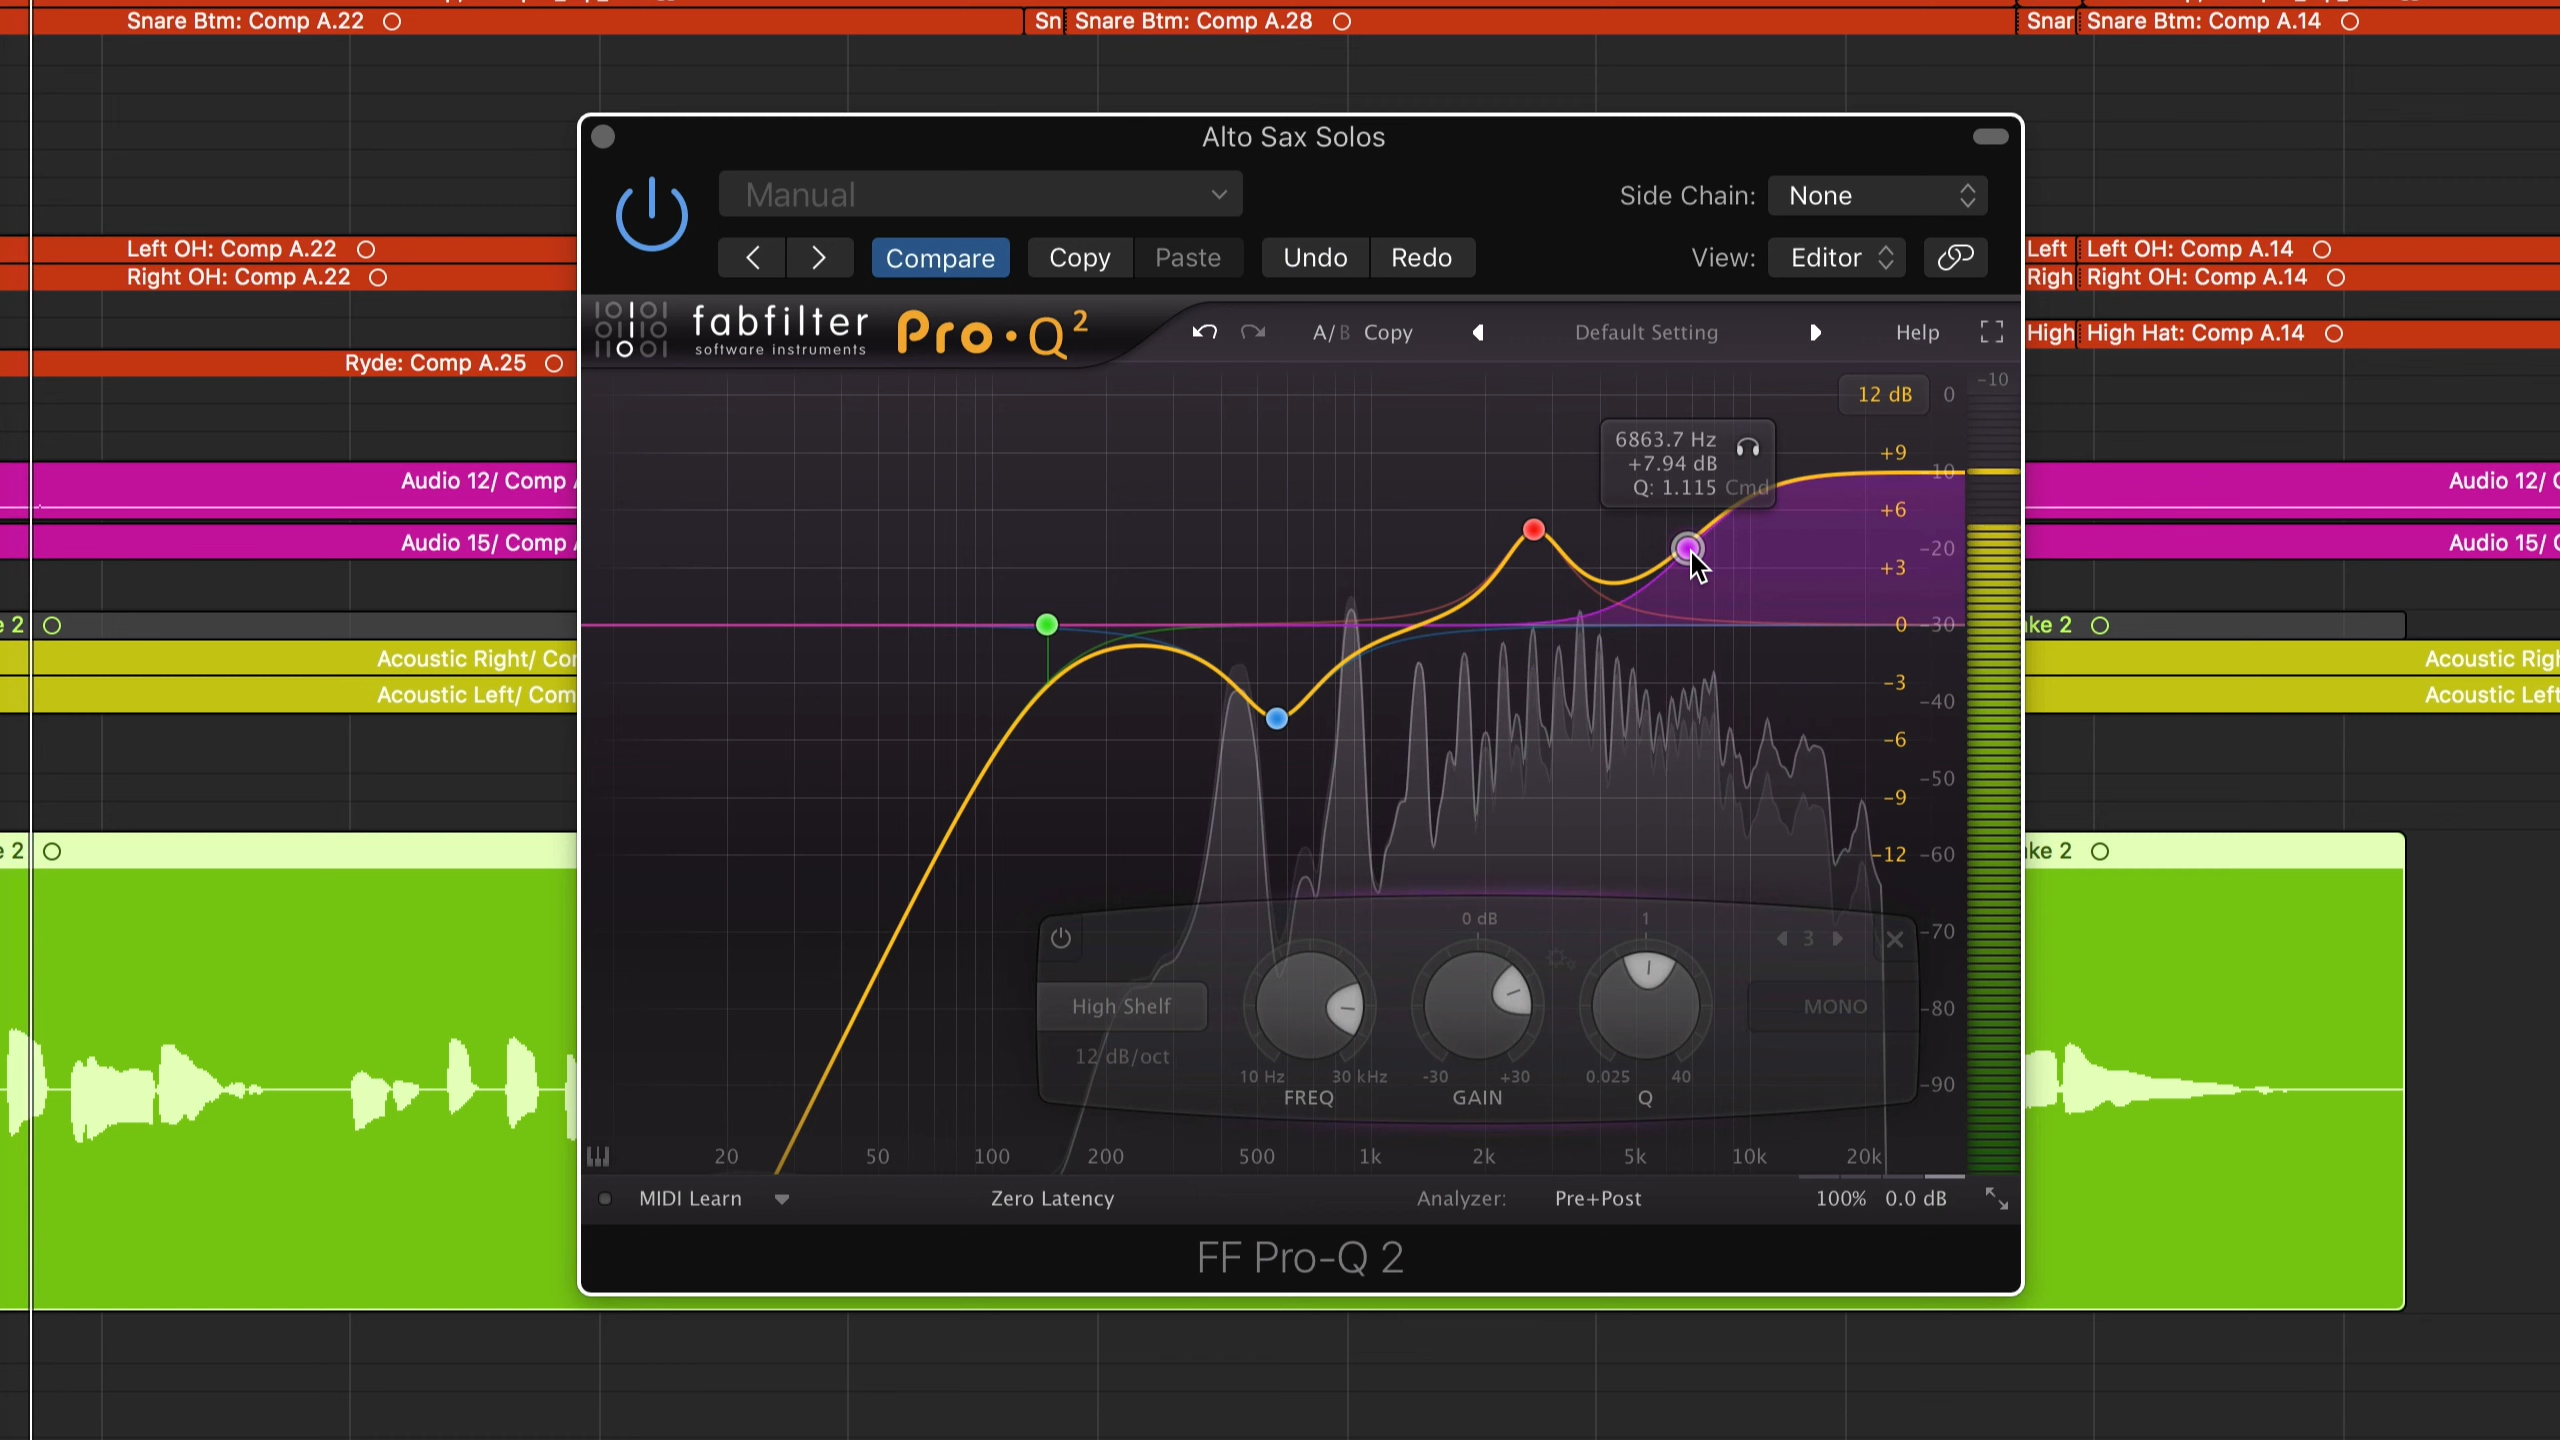 Snare Btm: Comp A.22
Sn
Snare Btm: Comp A.28
Snar
Snare Btm: Comp A.14
Alto Sax Solos
Manual
Side Chain: None
Compare
Copy
Paste
Undo
Redo
View: Editor
Left OH: Comp A.22
Left
Left OH: Comp A.14
Right OH: Comp A.22
Righ
Right OH: Comp A.14
fabfilter
software instruments
Pro·Q2
A/B
Copy
Default Setting
Help
High
High Hat: Comp A.14
Ryde: Comp A.25
12 dB
0
-10
6863.7 Hz
+7.94 dB
Q: 1.115 Cmd
+9
-10
+6
-20
+3
0
-30
-3
-40
-6
-50
-9
-12
-60
-70
-80
-90
Audio 12/ Comp
Audio 12/
Audio 15/ Comp
Audio 15/
e 2
ke 2
Acoustic Right/ Cor
Acoustic Righ
Acoustic Left/ Com
Acoustic Left
e 2
ke 2
0 dB
1
3
High Shelf
MONO
12 dB/oct
10 Hz
30 kHz
FREQ
-30
+30
GAIN
0.025
40
Q
20
50
100
200
500
1k
2k
5k
10k
20k
MIDI Learn
Zero Latency
Analyzer:
Pre+Post
100%
0.0 dB
FF Pro-Q 2